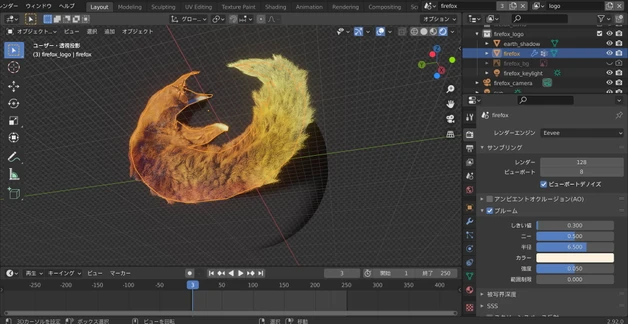 ンダー ウィンドウ ヘルプ Layout Modeling Sculpting UV Editing Texture Paint Shading Animation Rendering Compositing firefox logo
グロー... オプション
オブジェクト... ビュー 選択 追加 オブジェクト
ユーザー・透視投影
(3) firefox_logo | firefox
firefox_logo
earth_shadow
firefox
firefox_bg
firefox_keylight
firefox_camera
firefox
レンダーエンジン Eevee
サンプリング
レンダー 128
ビューポート 8
ビューポートデノイズ
アンビエントオクルージョン(AO)
ブルーム
しきい値 0.300
ニー 0.500
半径 6.500
カラー
強度 0.050
範囲制限 0.000
被写界深度
SSS
再生 キーイング ビュー マーカー 3 開始 1 終了 250
-250 -200 -150 -100 -50 3 50 100 150 200 250 300 350 400
3Dカーソルを設定 ボックス選択 ビューを回転 選択 移動 2.92.0